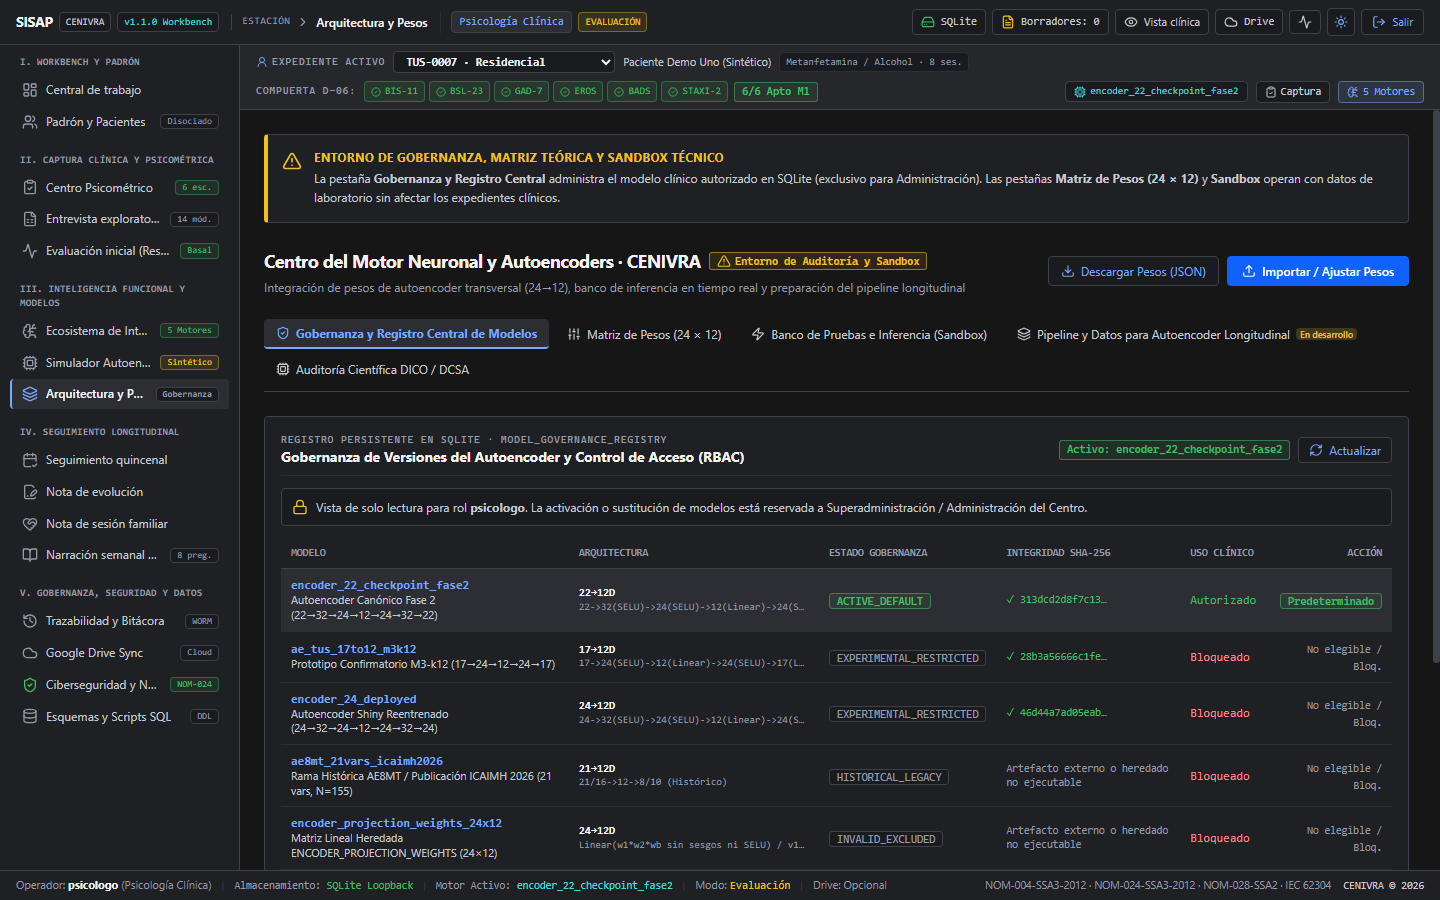 SISAP CENIVRA v1.1.0 Workbench ESTACIÓN > Arquitectura y Pesos Psicología Clínica EVALUACIÓN SQLite Borradores: 0 Vista clínica Drive Salir
I. WORKBENCH Y PADRÓN
Central de trabajo
Padrón y Pacientes Disociado
II. CAPTURA CLÍNICA Y PSICOMÉTRICA
Centro Psicométrico 6 esc.
Entrevista explorato... 14 mód.
Evaluación inicial (Res... Basal
III. INTELIGENCIA FUNCIONAL Y
MODELOS
Ecosistema de Int... 5 Motores
Simulador Autoen... Sintético
Arquitectura y P... Gobernanza
IV. SEGUIMIENTO LONGITUDINAL
Seguimiento quincenal
Nota de evolución
Nota de sesión familiar
Narración semanal ... 8 preg.
V. GOBERNANZA, SEGURIDAD Y DATOS
Trazabilidad y Bitácora WORM
Google Drive Sync Cloud
Ciberseguridad y N... NOM-024
Esquemas y Scripts SQL DDL
EXPEDIENTE ACTIVO TUS-0007 · Residencial Paciente Demo Uno (Sintético) Metanfetamina / Alcohol · 8 ses.
COMPUERTA D-06: BIS-11 BSL-23 GAD-7 EROS BADS STAXI-2 6/6 Apto M1 encoder_22_checkpoint_fase2 Captura 5 Motores
ENTORNO DE GOBERNANZA, MATRIZ TEÓRICA Y SANDBOX TÉCNICO
La pestaña Gobernanza y Registro Central administra el modelo clínico autorizado en SQLite (exclusivo para Administración). Las pestañas Matriz de Pesos (24 × 12) y Sandbox operan con datos de
laboratorio sin afectar los expedientes clínicos.
Centro del Motor Neuronal y Autoencoders · CENIVRA Entorno de Auditoría y Sandbox
Integración de pesos de autoencoder transversal (24→12), banco de inferencia en tiempo real y preparación del pipeline longitudinal
Descargar Pesos (JSON) Importar / Ajustar Pesos
Gobernanza y Registro Central de Modelos Matriz de Pesos (24 × 12) Banco de Pruebas e Inferencia (Sandbox) Pipeline y Datos para Autoencoder Longitudinal En desarrollo
Auditoría Científica DICO / DCSA
REGISTRO PERSISTENTE EN SQLITE · MODEL_GOVERNANCE_REGISTRY
Gobernanza de Versiones del Autoencoder y Control de Acceso (RBAC)
Activo: encoder_22_checkpoint_fase2 Actualizar
Vista de solo lectura para rol psicologo. La activación o sustitución de modelos está reservada a Superadministración / Administración del Centro.
MODELO ARQUITECTURA ESTADO GOBERNANZA INTEGRIDAD SHA-256 USO CLÍNICO ACCIÓN
encoder_22_checkpoint_fase2
Autoencoder Canónico Fase 2
(22→32→24→12→24→32→22)
22→12D
22->32(SELU)->24(SELU)->12(Linear)->24(S…
ACTIVE_DEFAULT ✓ 313dcd2d8f7c13… Autorizado Predeterminado
ae_tus_17to12_m3k12
Prototipo Confirmatorio M3-k12 (17→24→12→24→17)
17→12D
17->24(SELU)->12(Linear)->24(SELU)->17(L…
EXPERIMENTAL_RESTRICTED ✓ 28b3a56666c1fe… Bloqueado
No elegible /
Bloq.
encoder_24_deployed
Autoencoder Shiny Reentrenado
(24→32→24→12→24→32→24)
24→12D
24->32(SELU)->24(SELU)->12(Linear)->24(S…
EXPERIMENTAL_RESTRICTED ✓ 46d44a7ad05eab… Bloqueado
No elegible /
Bloq.
ae8mt_21vars_icaimh2026
Rama Histórica AE8MT / Publicación ICAIMH 2026 (21
vars, N=155)
21→12D
21/16->12->8/10 (Histórico)
HISTORICAL_LEGACY
Artefacto externo o heredado
no ejecutable
Bloqueado
No elegible /
Bloq.
encoder_projection_weights_24x12
Matriz Lineal Heredada
ENCODER_PROJECTION_WEIGHTS (24×12)
24→12D
Linear(w1*w2*wb sin sesgos ni SELU) / v1…
INVALID_EXCLUDED
Artefacto externo o heredado
no ejecutable
Bloqueado
No elegible /
Bloq.
Operador: psicologo (Psicología Clínica) Almacenamiento: SQLite Loopback Motor Activo: encoder_22_checkpoint_fase2 Modo: Evaluación Drive: Opcional NOM-004-SSA3-2012 · NOM-024-SSA3-2012 · NOM-028-SSA2 · IEC 62304 CENIVRA © 2026